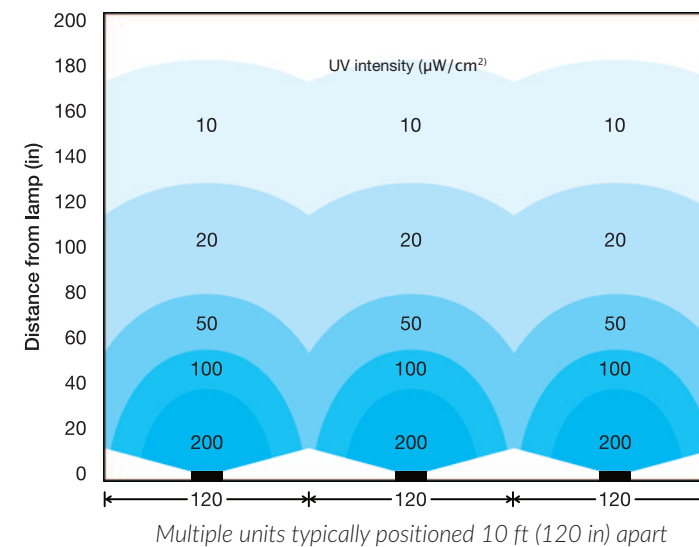 200
180
UV intensity (µW/cm²)
160
10 10 10
140
120
Distance from lamp (in)
100
20 20 20
80
60
50 50 50
40
100 100 100
20
200 200 200
0
120 120 120
Multiple units typically positioned 10 ft (120 in) apart